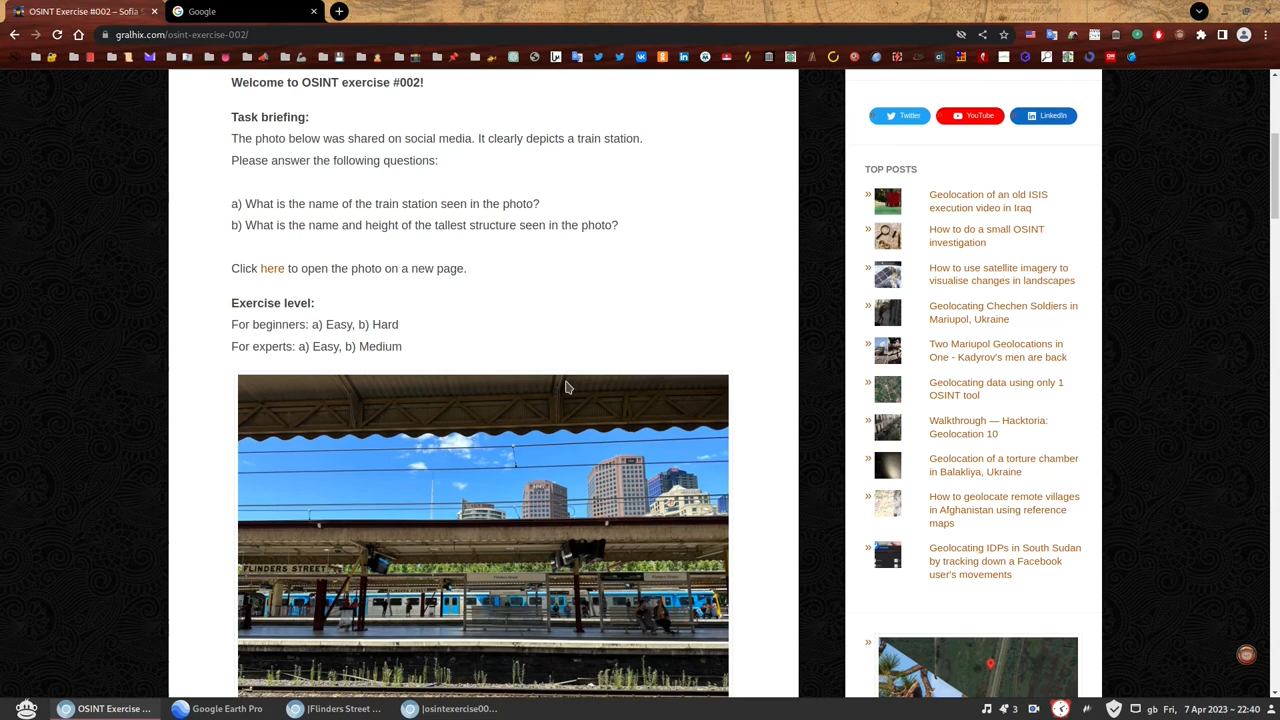 OSINT Exercise #002 – Sofia
Google
gralhix.com/osint-exercise-002/
Welcome to OSINT exercise #002!
Task briefing:
The photo below was shared on social media. It clearly depicts a train station.
Please answer the following questions:
a) What is the name of the train station seen in the photo?
b) What is the name and height of the tallest structure seen in the photo?
Click here to open the photo on a new page.
Exercise level:
For beginners: a) Easy, b) Hard
For experts: a) Easy, b) Medium
FLINDERS STREET
Twitter
YouTube
LinkedIn
TOP POSTS
» Geolocation of an old ISIS
execution video in Iraq
» How to do a small OSINT
investigation
» How to use satellite imagery to
visualise changes in landscapes
» Geolocating Chechen Soldiers in
Mariupol, Ukraine
» Two Mariupol Geolocations in
One - Kadyrov's men are back
» Geolocating data using only 1
OSINT tool
» Walkthrough — Hacktoria:
Geolocation 10
» Geolocation of a torture chamber
in Balakliya, Ukraine
» How to geolocate remote villages
in Afghanistan using reference
maps
» Geolocating IDPs in South Sudan
by tracking down a Facebook
user's movements
»
OSINT Exercise ...
Google Earth Pro
|Flinders Street ...
|osintexercise00...
3
gb Fri, 7 Apr 2023 ~ 22:40